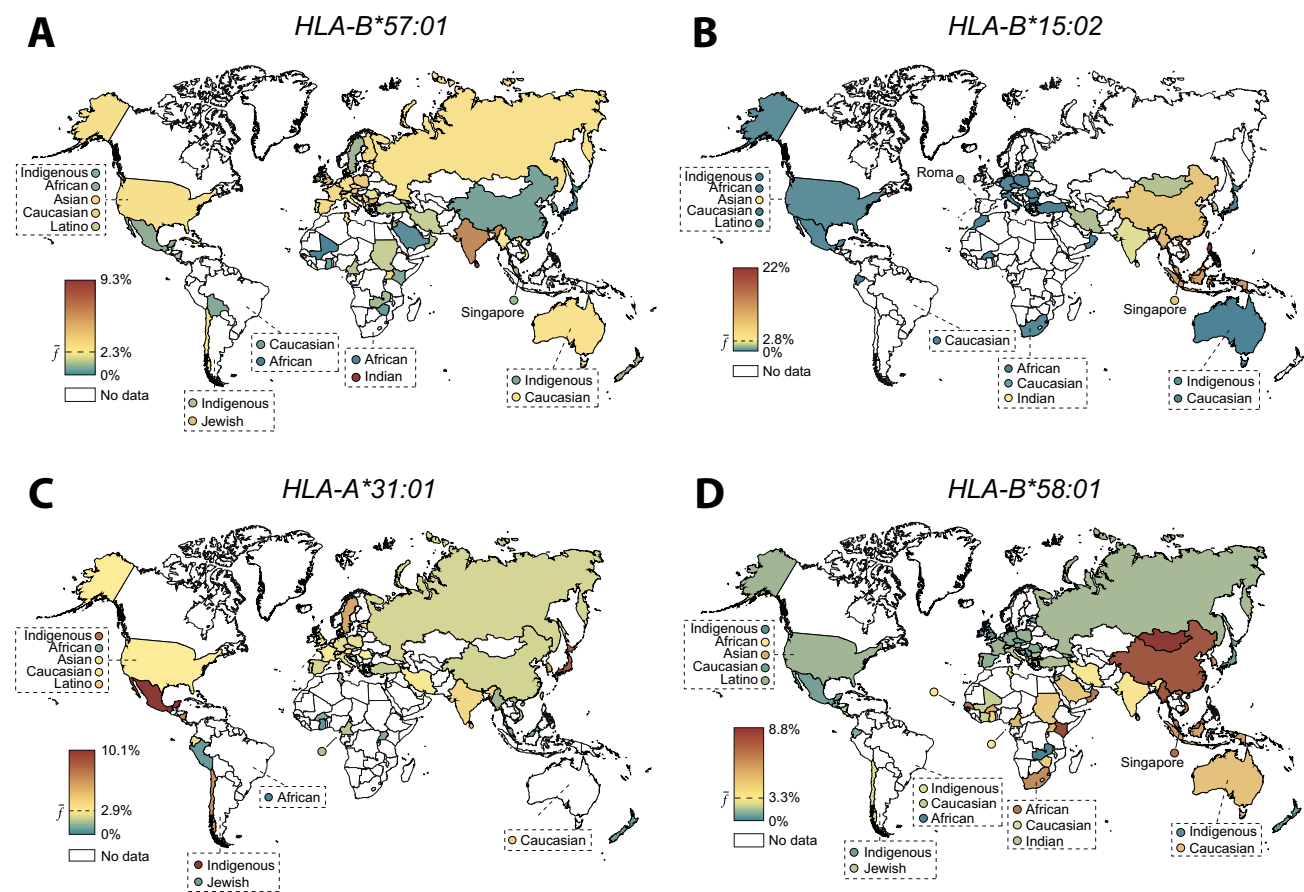 A
HLA-B*57:01
Indigenous
African
Asian
Caucasian
Latino
9.3%
f̄
2.3%
0%
No data
Singapore
Caucasian
African
African
Indian
Indigenous
Caucasian
Indigenous
Jewish
B
HLA-B*15:02
Roma
Indigenous
African
Asian
Caucasian
Latino
22%
f̄
2.8%
0%
No data
Singapore
Caucasian
African
Caucasian
Indian
Indigenous
Caucasian
C
HLA-A*31:01
Indigenous
African
Asian
Caucasian
Latino
10.1%
f̄
2.9%
0%
No data
African
Caucasian
Indigenous
Jewish
D
HLA-B*58:01
Indigenous
African
Asian
Caucasian
Latino
8.8%
f̄
3.3%
0%
No data
Singapore
Indigenous
Caucasian
African
African
Caucasian
Indian
Indigenous
Caucasian
Indigenous
Jewish